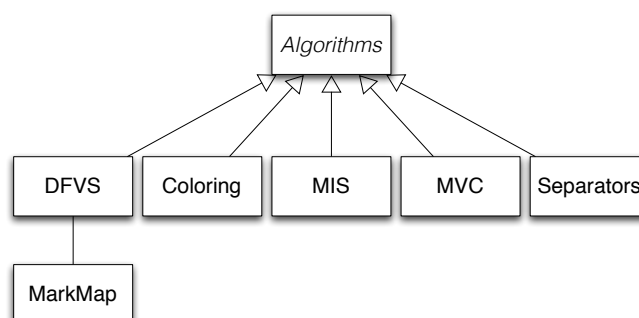 Algorithms
DFVS
Coloring
MIS
MVC
Separators
MarkMap